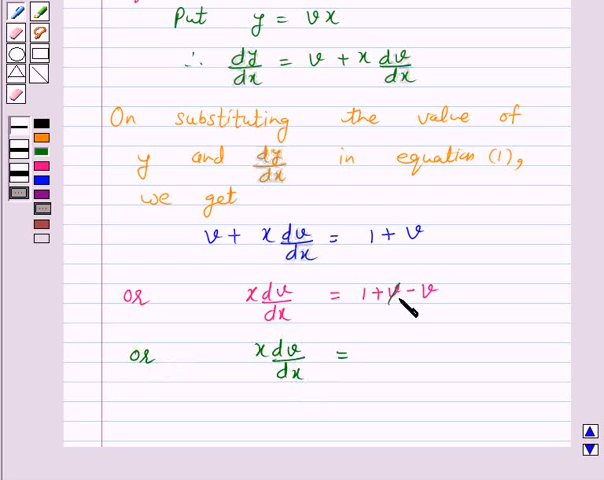 Put y = vx
∴ dy/dx = v + x dv/dx
On substituting the value of
y and dy/dx in equation (1),
we get
v + x dv/dx = 1 + v
or x dv/dx = 1 + v - v
or x dv/dx =